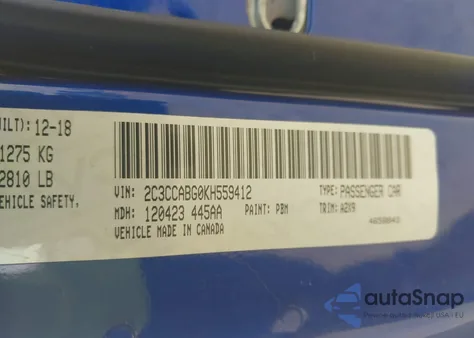 UILT): 12-18
1275 KG
2810 LB
EHICLE SAFETY.
VIN: 2C3CCABG0KH559412
TYPE: PASSENGER CAR
MDH: 120423 445AA
PAINT: PBM
TRIM: A2X9
VEHICLE MADE IN CANADA
autoSnap